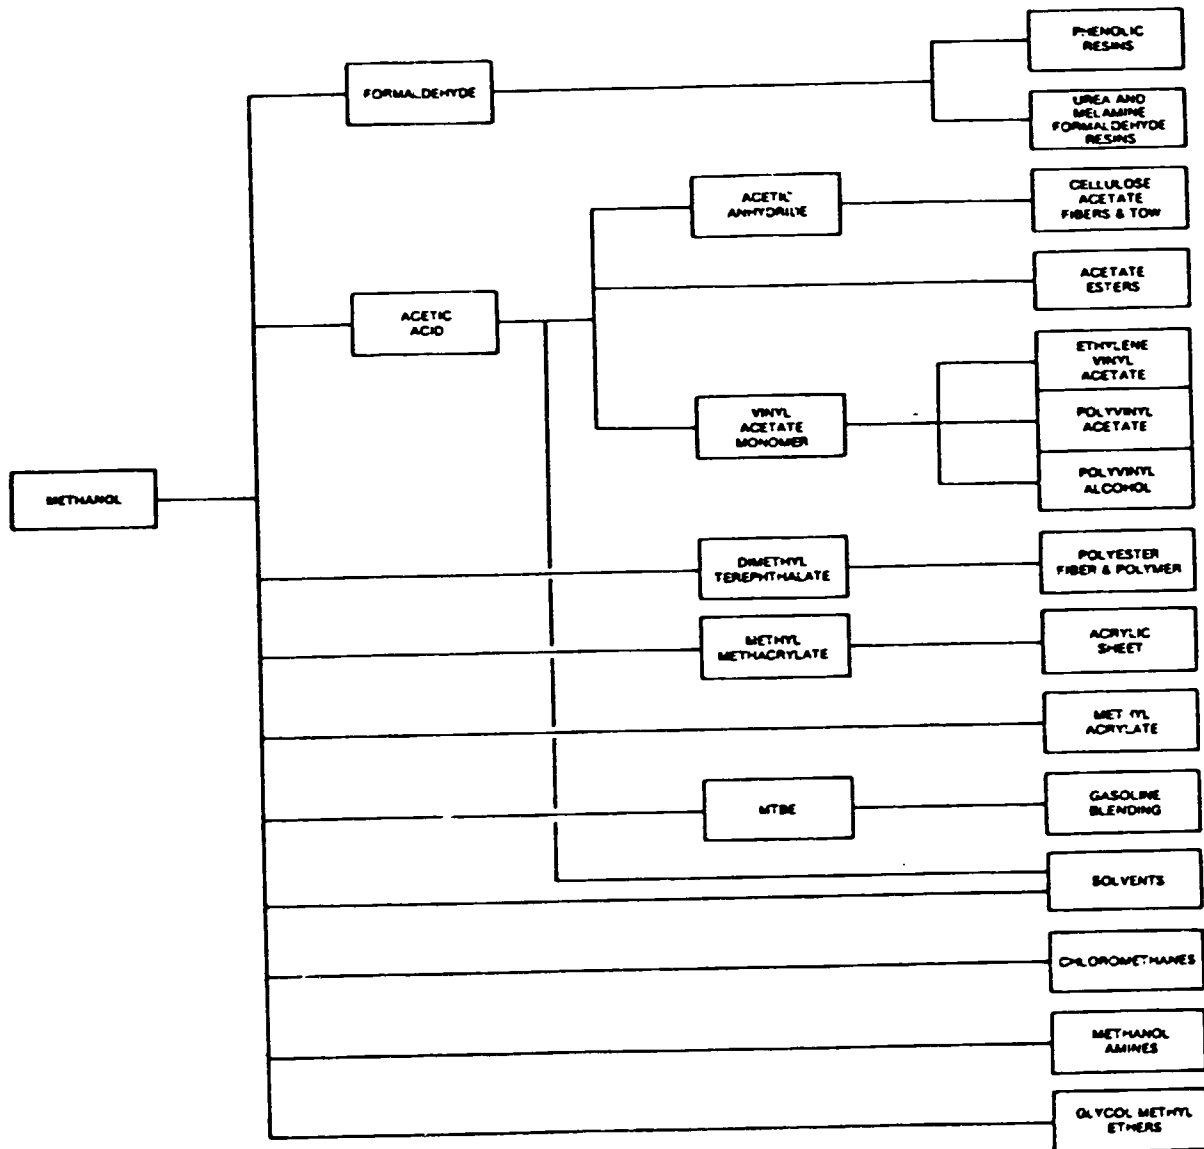 PHENOLIC
RESINS
FORMALDEHYDE
UREA AND
MELAMINE
FORMALDEHYDE
RESINS
ACETIC
ANHYDRIDE
CELLULOSE
ACETATE
FIBERS & TOW
ACETATE
ESTERS
ACETIC
ACID
ETHYLENE
VINYL
ACETATE
VINYL
ACETATE
MONOMER
POLYVINYL
ACETATE
POLYVINYL
ALCOHOL
METHANOL
DIMETHYL
TEREPHTHALATE
POLYESTER
FIBER & POLYMER
METHYL
METHACRYLATE
ACRYLIC
SHEET
METHYL
ACRYLATE
MTBE
GASOLINE
BLENDING
SOLVENTS
CHLOROMETHANES
METHANOL
AMINES
GLYCOL METHYL
ETHERS